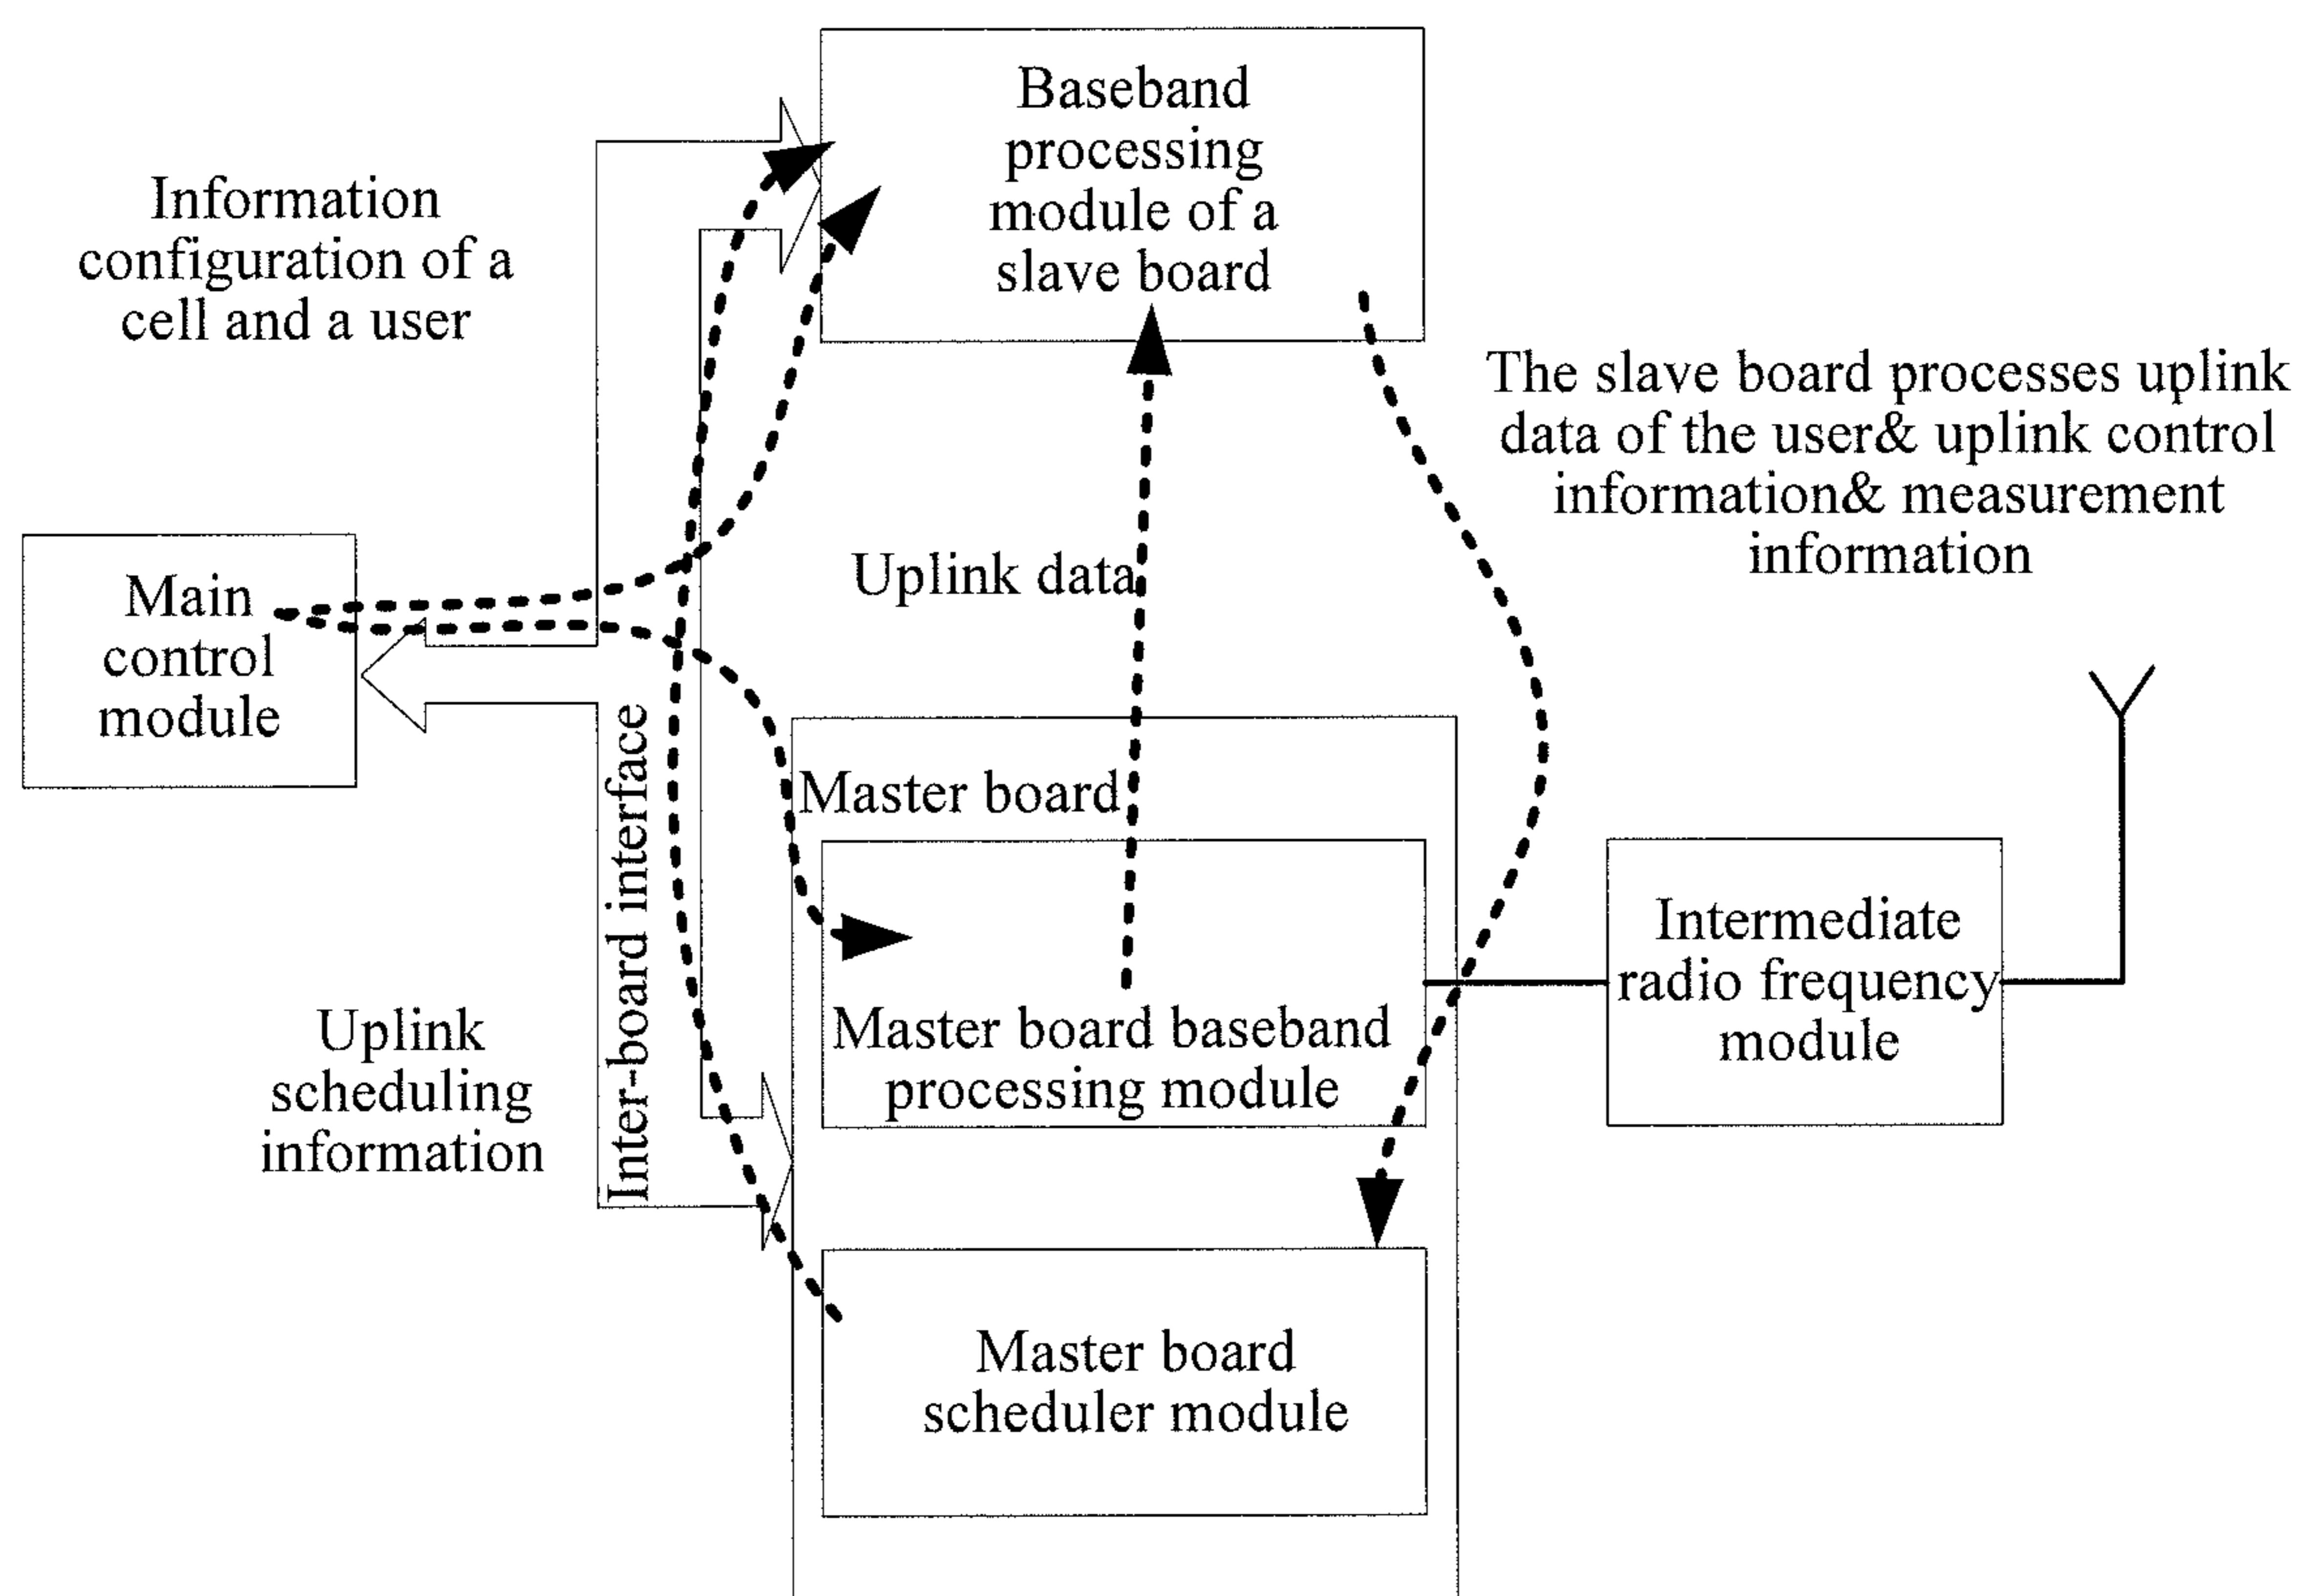 Baseband
processing
module of a
slave board
Information
configuration of a
cell and a user
The slave board processes uplink
data of the user& uplink control
information& measurement
information
Uplink data
Main
control
module
Inter-board interface
Master board
Intermediate
radio frequency
module
Master board baseband
processing module
Uplink
scheduling
information
Master board
scheduler module